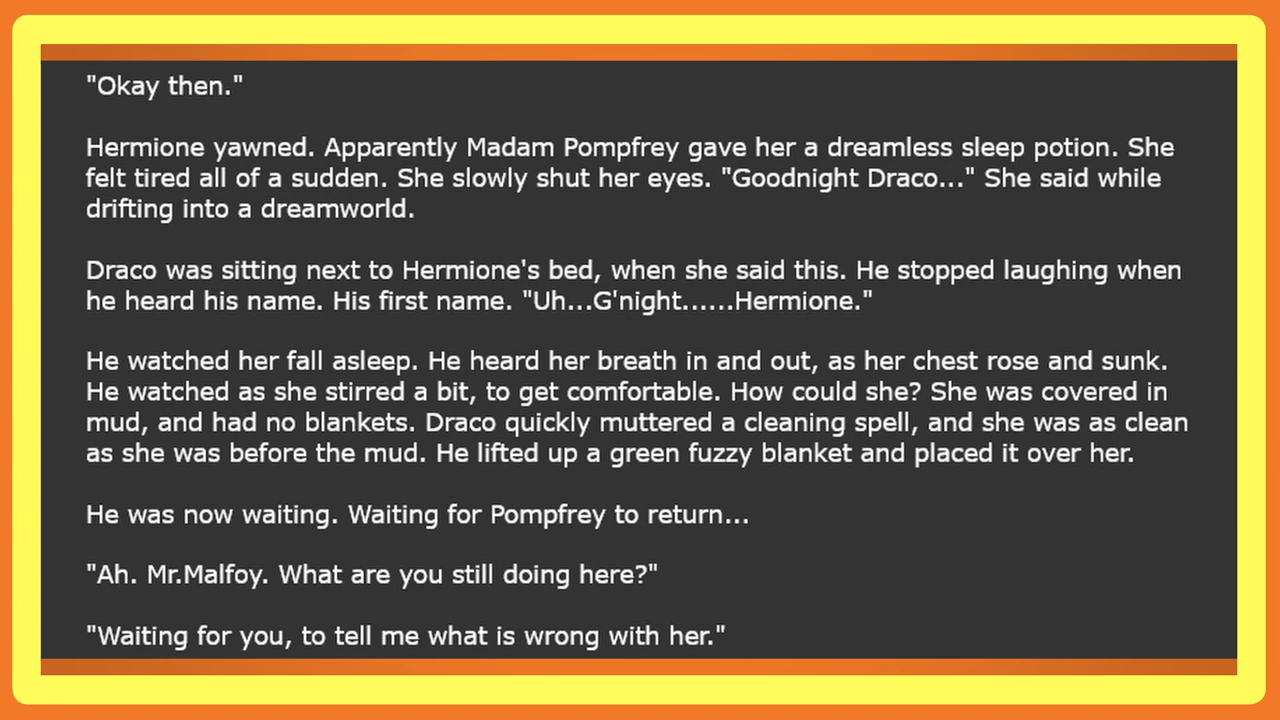 "Okay then."
Hermione yawned. Apparently Madam Pompfrey gave her a dreamless sleep potion. She
felt tired all of a sudden. She slowly shut her eyes. "Goodnight Draco..." She said while
drifting into a dreamworld.
Draco was sitting next to Hermione's bed, when she said this. He stopped laughing when
he heard his name. His first name. "Uh...G'night......Hermione."
He watched her fall asleep. He heard her breath in and out, as her chest rose and sunk.
He watched as she stirred a bit, to get comfortable. How could she? She was covered in
mud, and had no blankets. Draco quickly muttered a cleaning spell, and she was as clean
as she was before the mud. He lifted up a green fuzzy blanket and placed it over her.
He was now waiting. Waiting for Pompfrey to return...
"Ah. Mr.Malfoy. What are you still doing here?"
"Waiting for you, to tell me what is wrong with her."